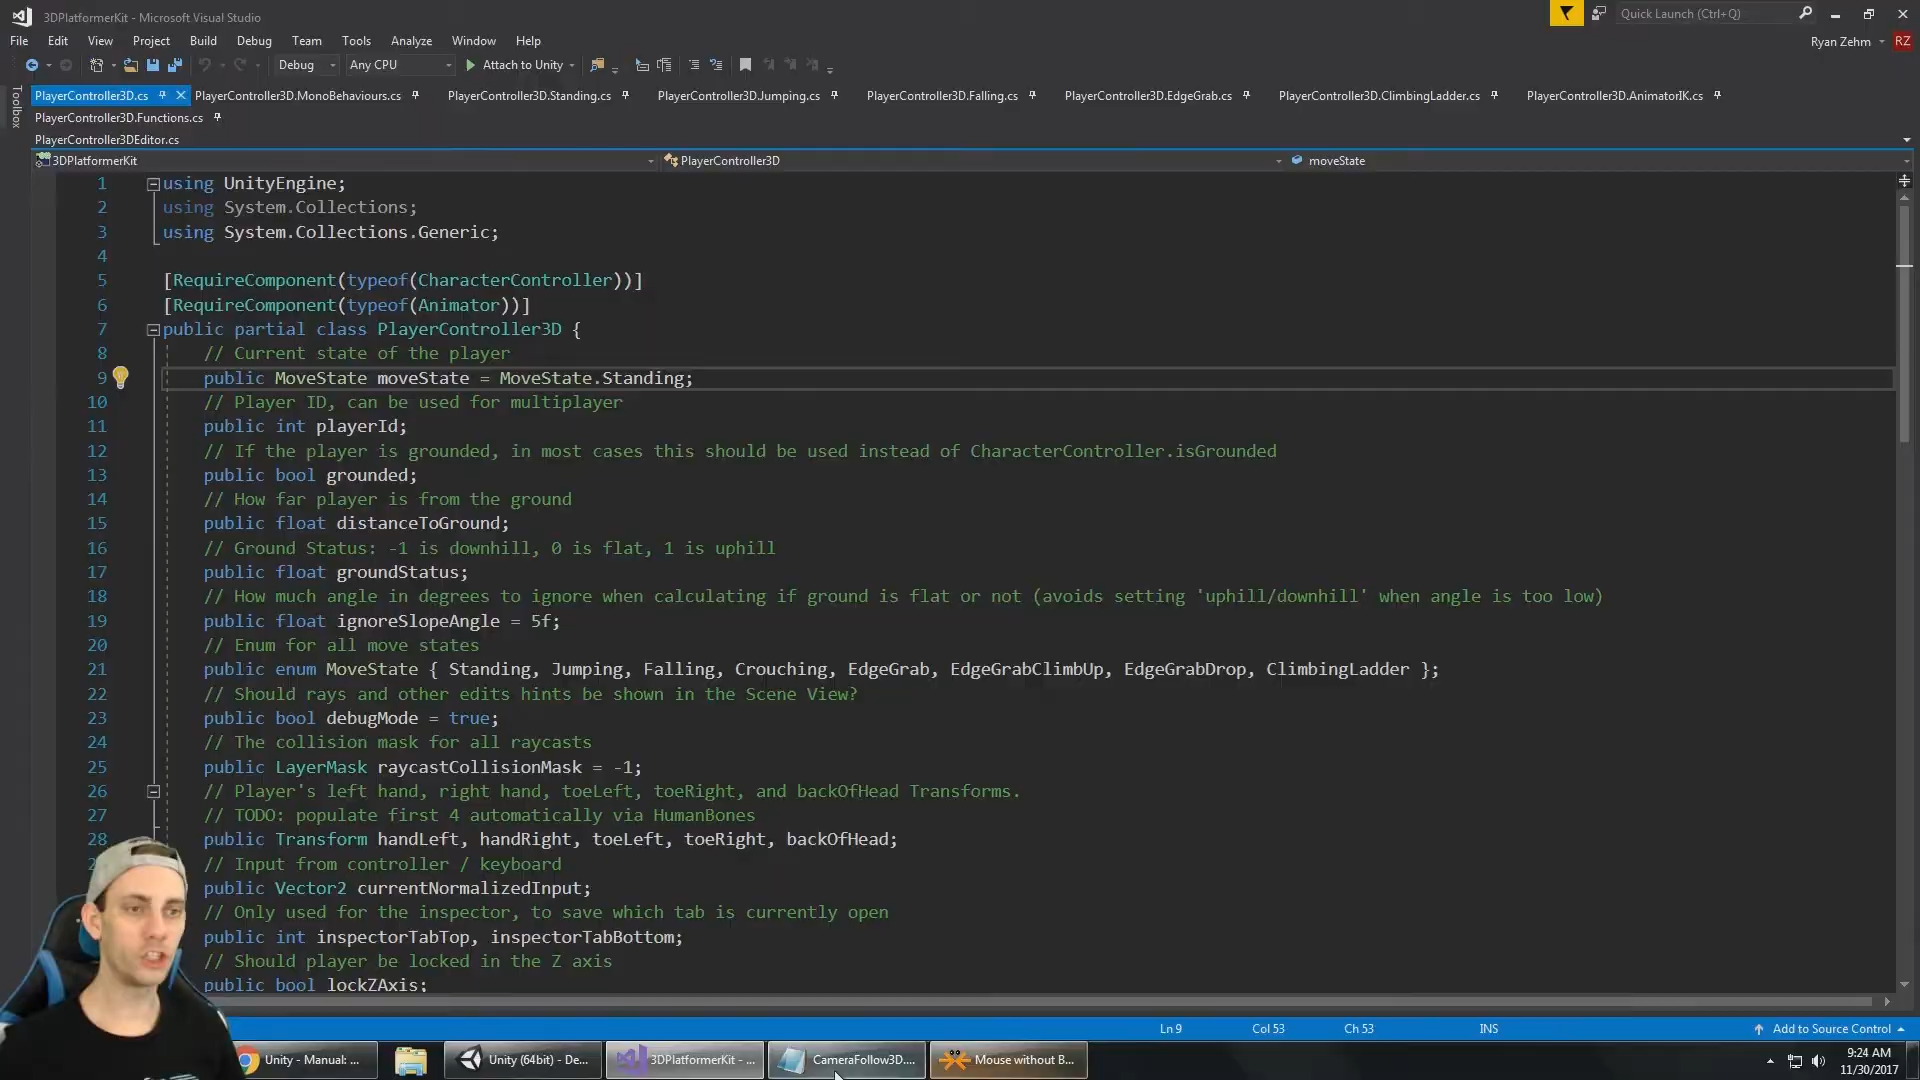 3DPlatformerKit - Microsoft Visual Studio
Quick Launch (Ctrl+Q)
File Edit View Project Build Debug Team Tools Analyze Window Help
Ryan Zehm RZ
Debug Any CPU Attach to Unity
Toolbox
PlayerController3D.cs PlayerController3D.MonoBehaviours.cs PlayerController3D.Standing.cs PlayerController3D.Jumping.cs PlayerController3D.Falling.cs PlayerController3D.EdgeGrab.cs PlayerController3D.ClimbingLadder.cs PlayerController3D.AnimatorIK.cs
PlayerController3D.Functions.cs
PlayerController3DEditor.cs
3DPlatformerKit PlayerController3D moveState
1 using UnityEngine;
2 using System.Collections;
3 using System.Collections.Generic;
4
5 [RequireComponent(typeof(CharacterController))]
6 [RequireComponent(typeof(Animator))]
7 public partial class PlayerController3D {
8 // Current state of the player
9 public MoveState moveState = MoveState.Standing;
10 // Player ID, can be used for multiplayer
11 public int playerId;
12 // If the player is grounded, in most cases this should be used instead of CharacterController.isGrounded
13 public bool grounded;
14 // How far player is from the ground
15 public float distanceToGround;
16 // Ground Status: -1 is downhill, 0 is flat, 1 is uphill
17 public float groundStatus;
18 // How much angle in degrees to ignore when calculating if ground is flat or not (avoids setting 'uphill/downhill' when angle is too low)
19 public float ignoreSlopeAngle = 5f;
20 // Enum for all move states
21 public enum MoveState { Standing, Jumping, Falling, Crouching, EdgeGrab, EdgeGrabClimbUp, EdgeGrabDrop, ClimbingLadder };
22 // Should rays and other edits hints be shown in the Scene View?
23 public bool debugMode = true;
24 // The collision mask for all raycasts
25 public LayerMask raycastCollisionMask = -1;
26 // Player's left hand, right hand, toeLeft, toeRight, and backOfHead Transforms.
27 // TODO: populate first 4 automatically via HumanBones
28 public Transform handLeft, handRight, toeLeft, toeRight, backOfHead;
// Input from controller / keyboard
public Vector2 currentNormalizedInput;
// Only used for the inspector, to save which tab is currently open
public int inspectorTabTop, inspectorTabBottom;
// Should player be locked in the Z axis
public bool lockZAxis;
Ln 9 Col 53 Ch 53 INS Add to Source Control
Unity - Manual: ... Unity (64bit) - De... 3DPlatformerKit - ... CameraFollow3D.... Mouse without B...
9:24 AM
11/30/2017